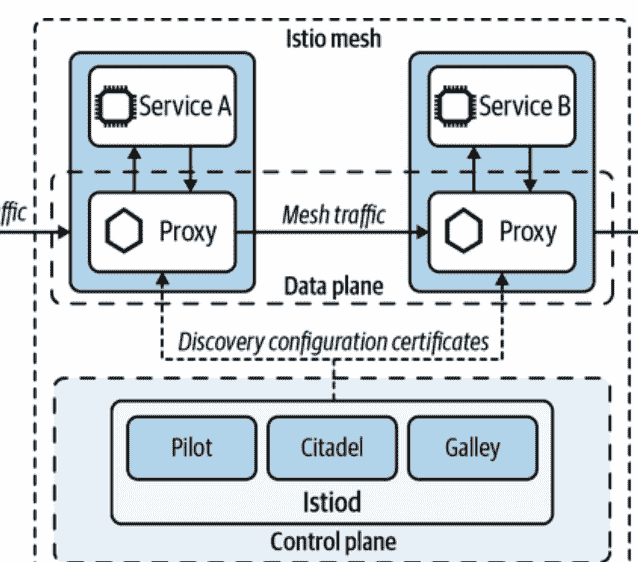 Istio mesh
Service A
Service B
Proxy
Mesh traffic
Proxy
Data plane
Discovery configuration certificates
Pilot
Citadel
Galley
Istiod
Control plane